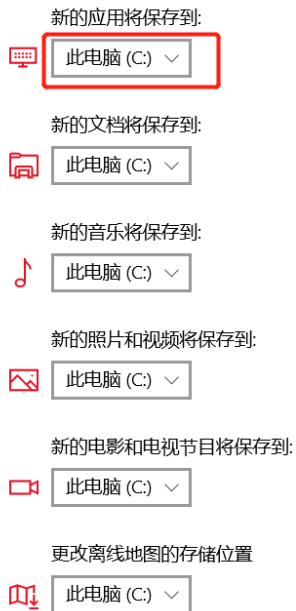 新的应用将保存到:
此电脑 (C:)
新的文档将保存到:
此电脑 (C:)
新的音乐将保存到:
此电脑 (C:)
新的照片和视频将保存到:
此电脑 (C:)
新的电影和电视节目将保存到:
此电脑 (C:)
更改离线地图的存储位置
此电脑 (C:)